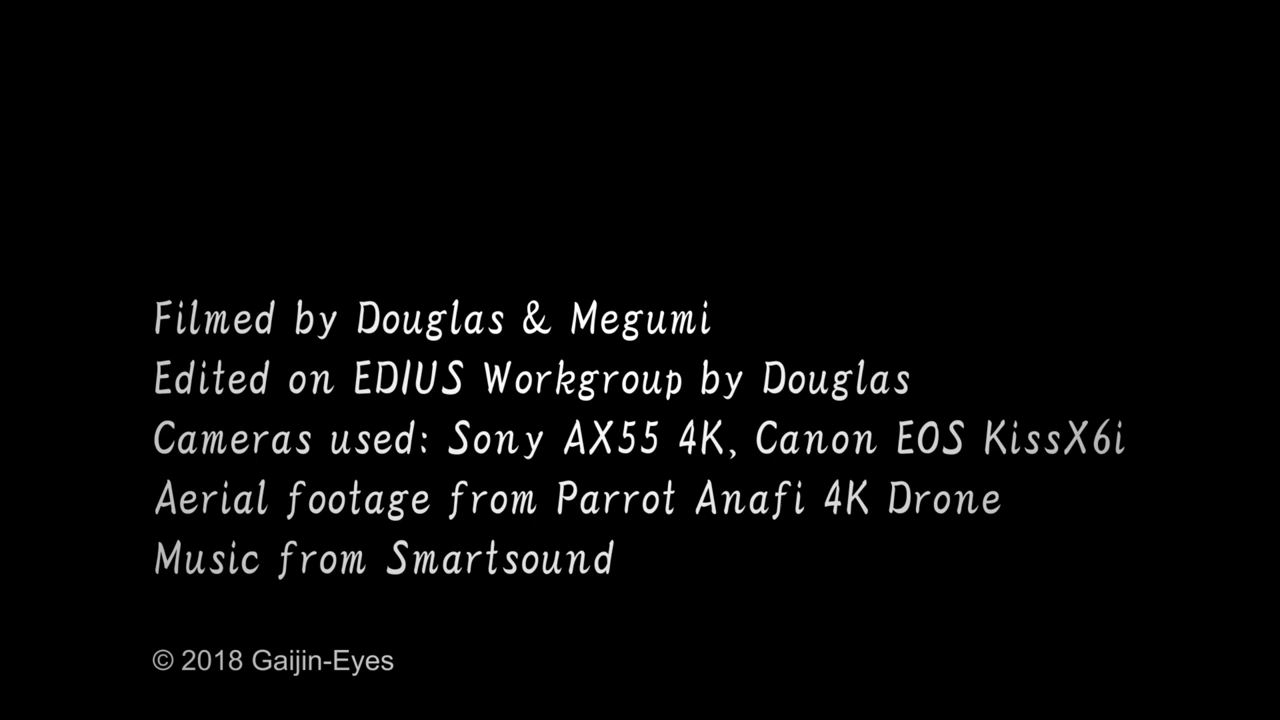 Filmed by Douglas & Megumi
Edited on EDIUS Workgroup by Douglas
Cameras used: Sony AX55 4K, Canon EOS KissX6i
Aerial footage from Parrot Anafi 4K Drone
Music from Smartsound
© 2018 Gaijin-Eyes